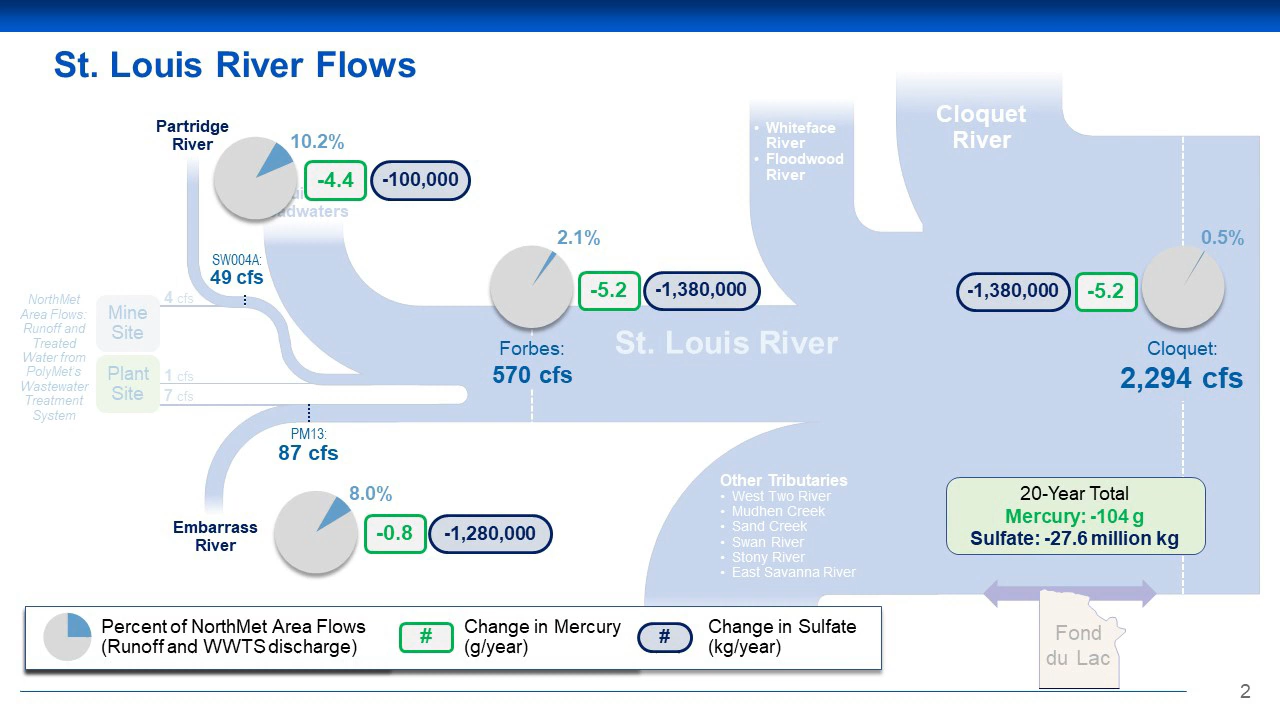 St. Louis River Flows
Partridge
River
10.2%
-4.4
-100,000
SW004A:
49 cfs
NorthMet
Area Flows:
Runoff and
Treated
Water from
PolyMet's
Wastewater
Treatment
System
Mine
Site
4 cfs
Plant
Site
1 cfs
7 cfs
PM13:
87 cfs
Embarrass
River
8.0%
-0.8
-1,280,000
2.1%
-5.2
-1,380,000
Forbes:
570 cfs
St. Louis River
• Whiteface
River
• Floodwood
River
Cloquet
River
0.5%
-1,380,000
-5.2
Cloquet:
2,294 cfs
Other Tributaries
• West Two River
• Mudhen Creek
• Sand Creek
• Swan River
• Stony River
• East Savanna River
20-Year Total
Mercury: -104 g
Sulfate: -27.6 million kg
Fond
du Lac
Percent of NorthMet Area Flows
(Runoff and WWTS discharge)
#
Change in Mercury
(g/year)
#
Change in Sulfate
(kg/year)
2